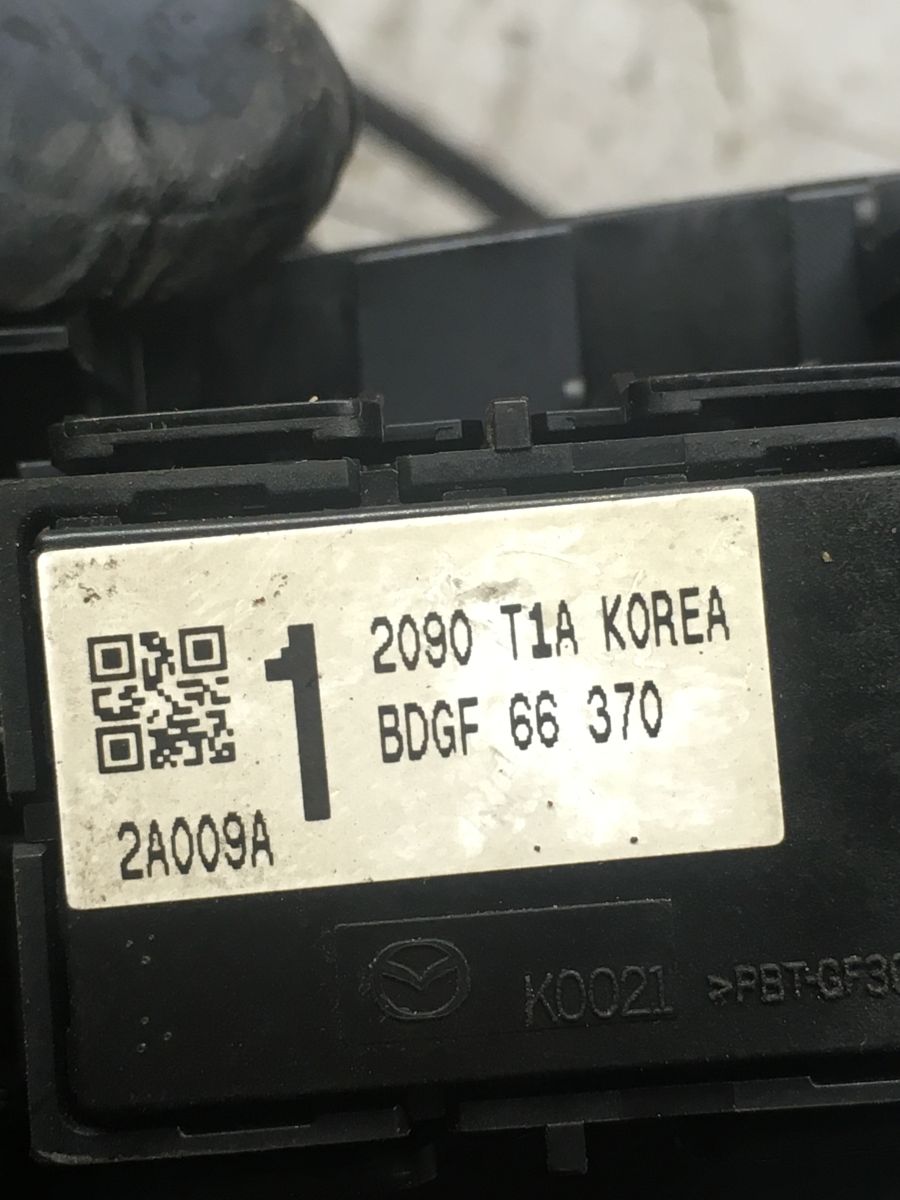 1
2090 T1A KOREA
BDGF 66 370
2A009A
K0021